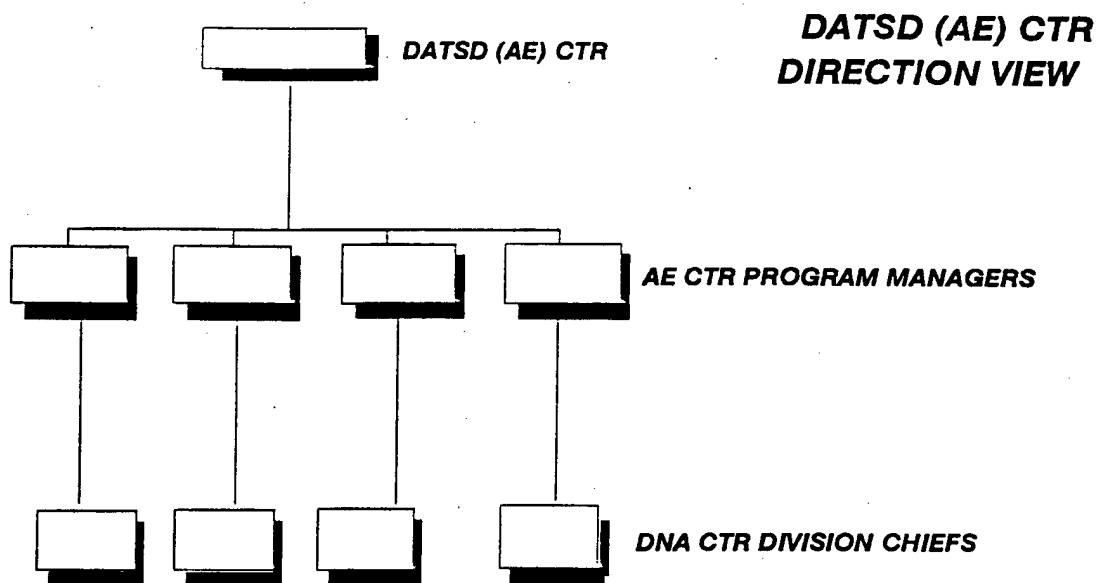 DATSD (AE) CTR
DIRECTION VIEW
DATSD (AE) CTR
AE CTR PROGRAM MANAGERS
DNA CTR DIVISION CHIEFS